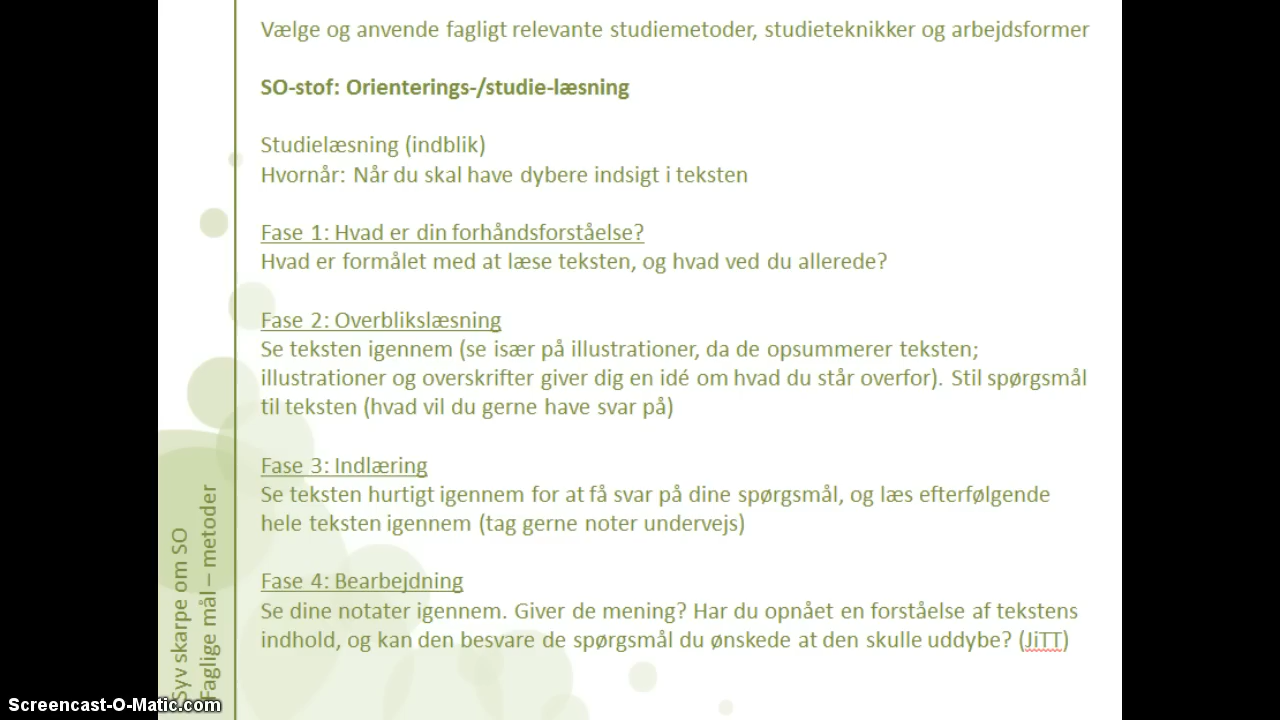 Vælge og anvende fagligt relevante studiemetoder, studieteknikker og arbejdsformer
SO-stof: Orienterings-/studie-læsning
Studielæsning (indblik)
Hvornår: Når du skal have dybere indsigt i teksten
Fase 1: Hvad er din forhåndsforståelse?
Hvad er formålet med at læse teksten, og hvad ved du allerede?
Fase 2: Overblikslæsning
Se teksten igennem (se især på illustrationer, da de opsummerer teksten;
illustrationer og overskrifter giver dig en idé om hvad du står overfor). Stil spørgsmål
til teksten (hvad vil du gerne have svar på)
Fase 3: Indlæring
Se teksten hurtigt igennem for at få svar på dine spørgsmål, og læs efterfølgende
hele teksten igennem (tag gerne noter undervejs)
Fase 4: Bearbejdning
Se dine notater igennem. Giver de mening? Har du opnået en forståelse af tekstens
indhold, og kan den besvare de spørgsmål du ønskede at den skulle uddybe? (JiTT)
Syv skarpe om SO
Faglige mål – metoder
Screencast-O-Matic.com